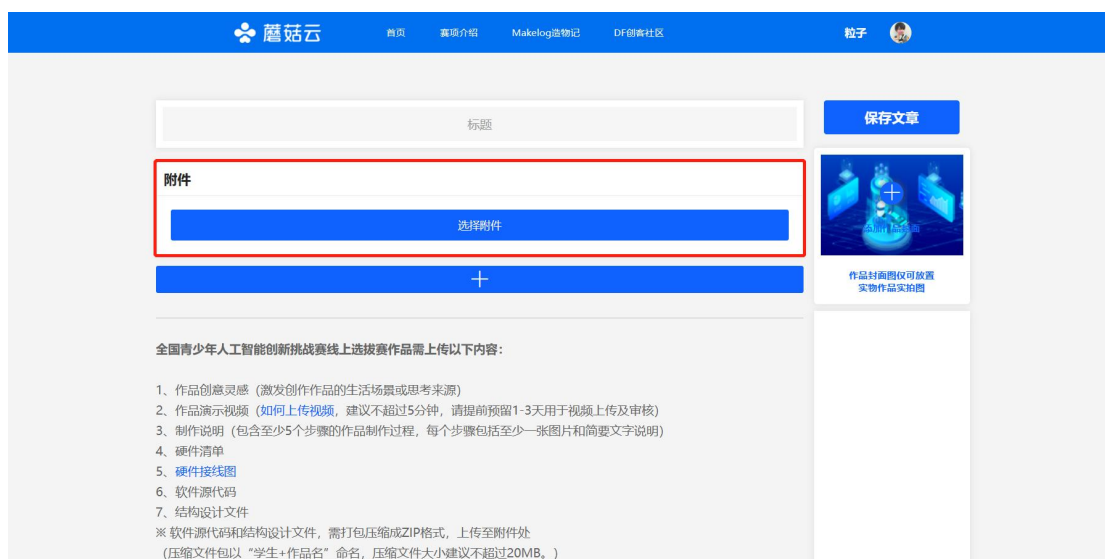 蘑菇云 首页 赛项介绍 Makelog造物记 DF创客社区 粒子
标题
保存文章
附件
选择附件
添加作品封面
作品封面图仅可放置
实物作品实拍图
全国青少年人工智能创新挑战赛线上选拔赛作品需上传以下内容：
1、作品创意灵感（激发创作作品的生活场景或思考来源）
2、作品演示视频（如何上传视频，建议不超过5分钟，请提前预留1-3天用于视频上传及审核）
3、制作说明（包含至少5个步骤的作品制作过程，每个步骤包括至少一张图片和简要文字说明）
4、硬件清单
5、硬件接线图
6、软件源代码
7、结构设计文件
※ 软件源代码和结构设计文件，需打包压缩成ZIP格式，上传至附件处
（压缩文件包以“学生+作品名”命名，压缩文件大小建议不超过20MB。）